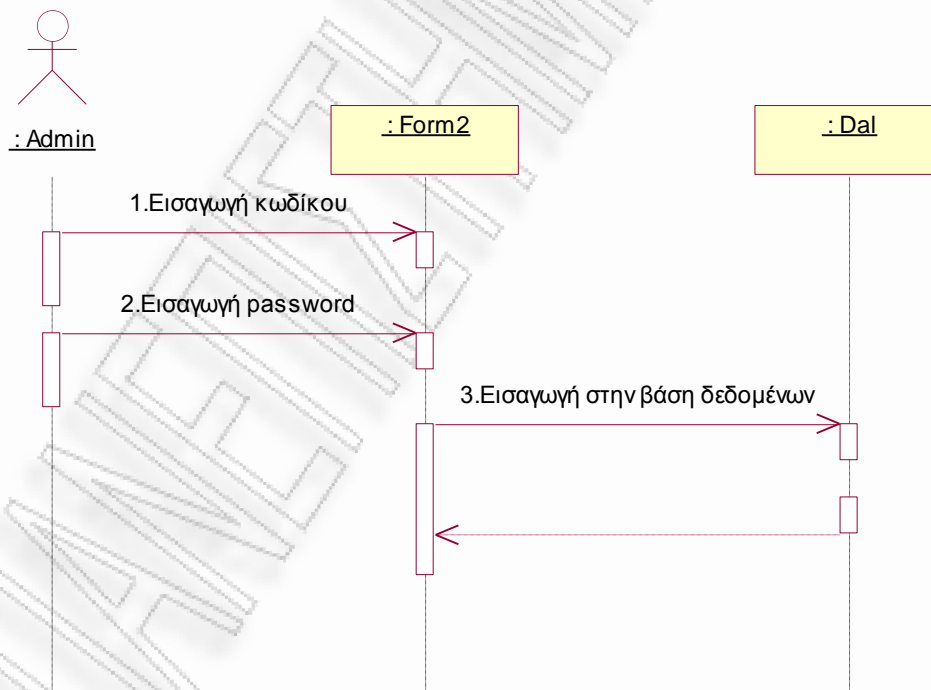 : Admin
: Form2
: Dal
1.Εισαγωγή κωδίκου
2.Εισαγωγή password
3.Εισαγωγή στην βάση δεδομένων